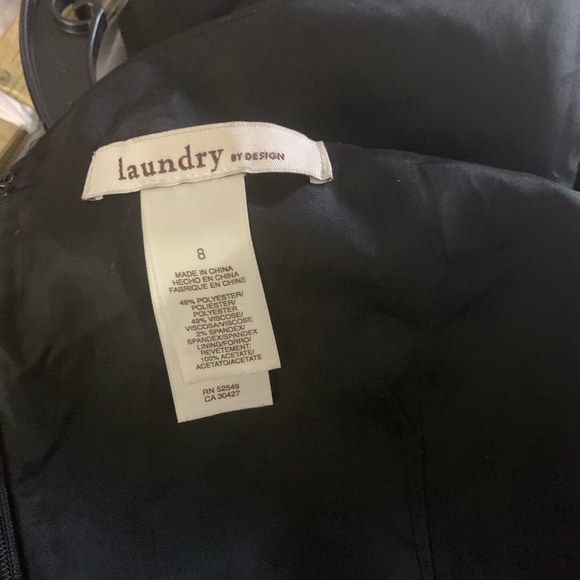 laundry BY DESIGN
8
MADE IN CHINA
HECHO EN CHINA
FABRIQUE EN CHINE
49% POLYESTER/
POLIESTER/
POLYESTER
49% VISCOSE/
VISCOSA/VISCOSE
2% SPANDEX/
SPANDEX/SPANDEX
LINING/FORRO/
REVETEMENT:
100% ACETATE/
ACETATO/ACETATE
RN 52549
CA 30427